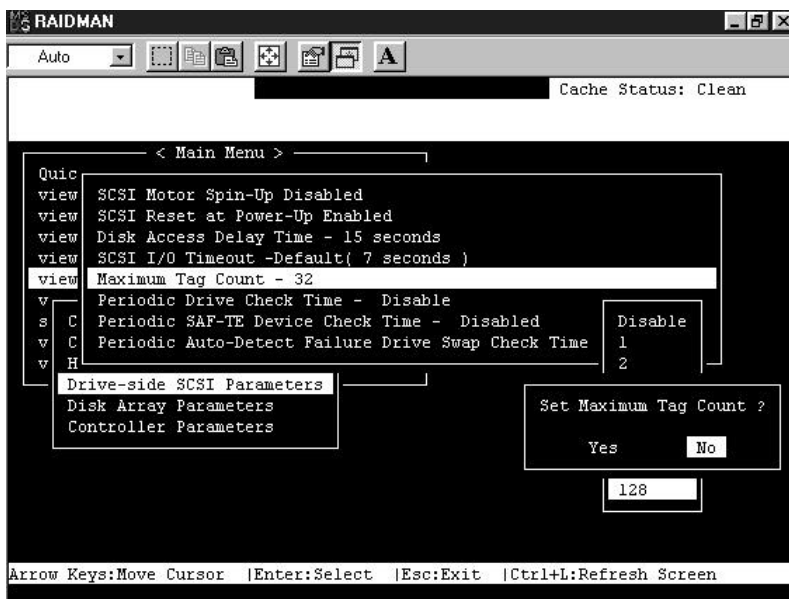 RAIDMAN
Auto
A
Cache Status: Clean
< Main Menu >
Quic
view SCSI Motor Spin-Up Disabled
view SCSI Reset at Power-Up Enabled
view Disk Access Delay Time - 15 seconds
view SCSI I/O Timeout -Default( 7 seconds )
view Maximum Tag Count - 32
v Periodic Drive Check Time - Disable
s C Periodic SAF-TE Device Check Time - Disabled Disable
v C Periodic Auto-Detect Failure Drive Swap Check Time 1
v H 2
Drive-side SCSI Parameters
Disk Array Parameters
Controller Parameters
Set Maximum Tag Count ?
Yes No
128
Arrow Keys:Move Cursor |Enter:Select |Esc:Exit |Ctrl+L:Refresh Screen